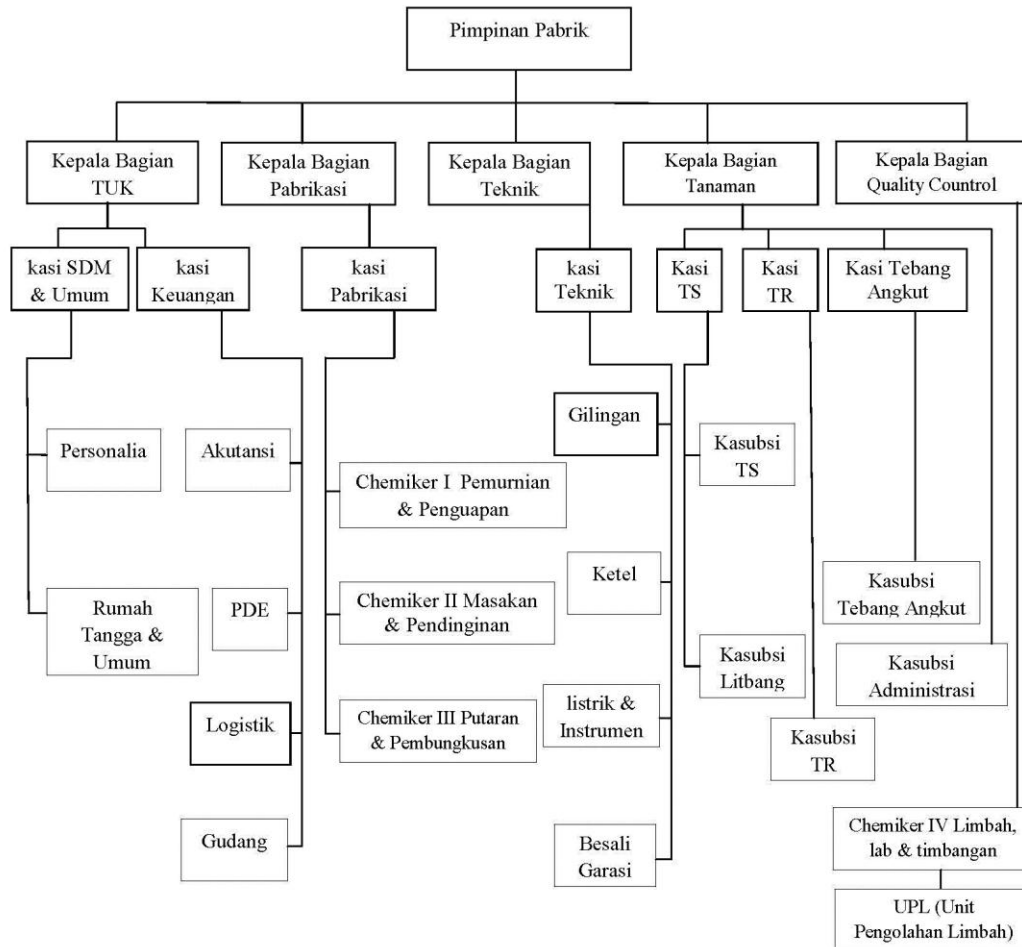 Pimpinan Pabrik
Kepala Bagian
TUK
Kepala Bagian
Pabrikasi
Kepala Bagian
Teknik
Kepala Bagian
Tanaman
Kepala Bagian
Quality Countrol
kasi SDM
& Umum
kasi
Keuangan
kasi
Pabrikasi
kasi
Teknik
Kasi
TS
Kasi
TR
Kasi Tebang
Angkut
Personalia
Rumah
Tangga &
Umum
Akutansi
PDE
Logistik
Gudang
Chemiker I Pemurnian
& Penguapan
Chemiker II Masakan
& Pendinginan
Chemiker III Putaran
& Pembungkusan
Gilingan
Ketel
listrik &
Instrumen
Besali
Garasi
Kasubsi
TS
Kasubsi
Litbang
Kasubsi
TR
Kasubsi
Tebang Angkut
Kasubsi
Administrasi
Chemiker IV Limbah,
lab & timbangan
UPL (Unit
Pengolahan Limbah)